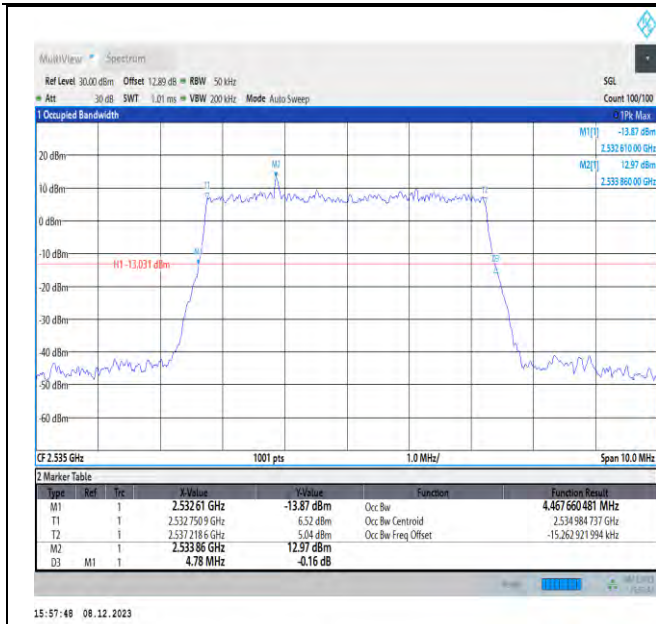 MultiView Spectrum
Ref Level 30.00 dBm Offset 12.89 dB RBW 50 kHz SGL
Att 30 dB SWT 1.01 ms VBW 200 kHz Mode Auto Sweep Count 100/100
1 Occupied Bandwidth 1Pk Max
M1[1] -13.87 dBm
2.532 610 00 GHz
M2[1] 12.97 dBm
2.533 860 00 GHz
20 dBm
M2
T1 T2
10 dBm
0 dBm
-10 dBm
M1 D3
H1 -13.031 dBm
-20 dBm
-30 dBm
-40 dBm
-50 dBm
-60 dBm
CF 2.535 GHz 1001 pts 1.0 MHz/ Span 10.0 MHz
2 Marker Table
Type Ref Trc X-Value Y-Value Function Function Result
M1 1 2.532 61 GHz -13.87 dBm Occ Bw 4.467 660 481 MHz
T1 1 2.532 750 9 GHz 6.52 dBm Occ Bw Centroid 2.534 984 737 GHz
T2 1 2.537 218 6 GHz 5.04 dBm Occ Bw Freq Offset -15.262 921 994 kHz
M2 1 2.533 86 GHz 12.97 dBm
D3 M1 1 4.78 MHz -0.16 dB
15:57:48 08.12.2023